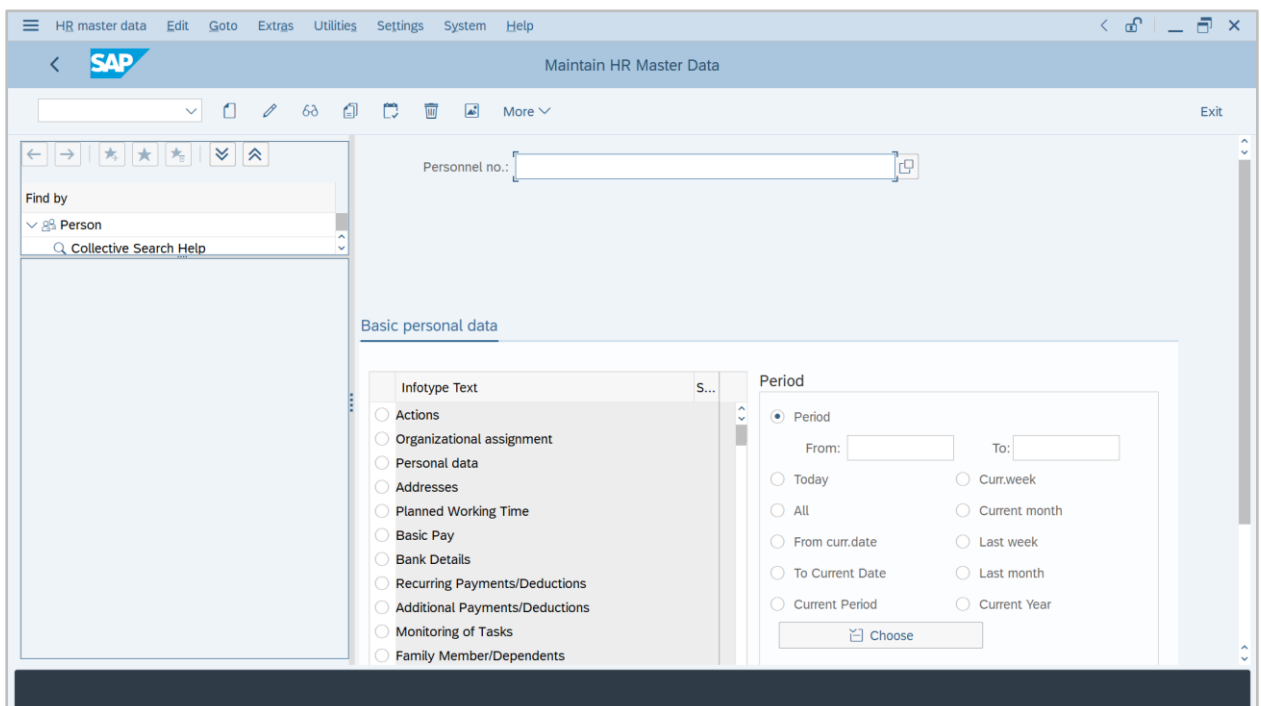 HR master data Edit Goto Extras Utilities Settings System Help
SAP Maintain HR Master Data
More Exit
Personnel no.:
Find by
Person
Collective Search Help
Basic personal data
Infotype Text S...
Actions
Organizational assignment
Personal data
Addresses
Planned Working Time
Basic Pay
Bank Details
Recurring Payments/Deductions
Additional Payments/Deductions
Monitoring of Tasks
Family Member/Dependents
Period
Period
From: To:
Today Curr.week
All Current month
From curr.date Last week
To Current Date Last month
Current Period Current Year
Choose